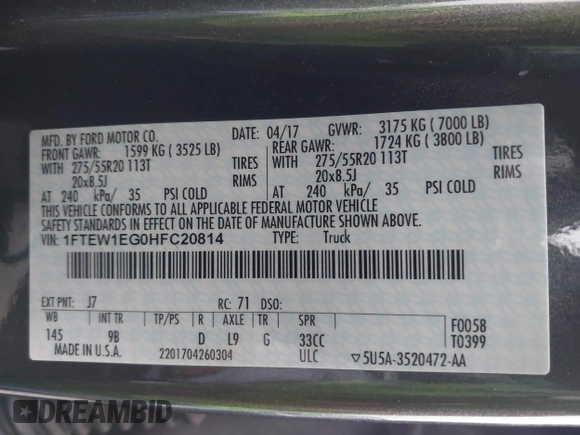 MFD. BY FORD MOTOR CO. DATE: 04/17 GVWR: 3175 KG ( 7000 LB)
FRONT GAWR: 1599 KG ( 3525 LB) REAR GAWR: 1724 KG ( 3800 LB)
WITH 275/55R20 113T TIRES WITH 275/55R20 113T TIRES
20x8.5J RIMS 20x8.5J RIMS
AT 240 kPa/ 35 PSI COLD AT 240 kPa/ 35 PSI COLD
THIS VEHICLE CONFORMS TO ALL APPLICABLE FEDERAL MOTOR VEHICLE
SAFETY STANDARDS IN EFFECT ON THE DATE OF MANUFACTURE SHOWN ABOVE.
VIN: 1FTEW1EG0HFC20814 TYPE: Truck
EXT PNT: J7 RC: 71 DSO:
WB INT TR TP/PS R AXLE TR SPR F0058
145 9B D L9 G 33CC T0399
MADE IN U.S.A. 2201704260304 ULC ▽5U5A-3520472-AA
DREAMBID